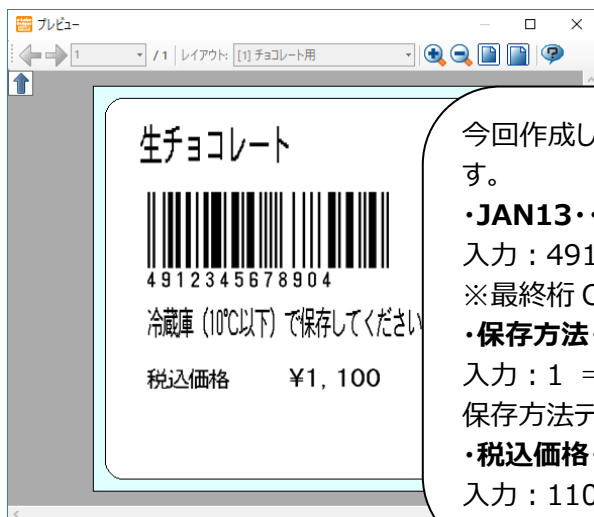 プレビュー
1 / 1 レイアウト: [1] チョコレート用
生チョコレート
4912345678904
冷蔵庫（10℃以下）で保存してください
税込価格 ¥1,100
今回作成し
す。
・JAN13・
入力：491
※最終桁 C
・保存方法
入力：1 =
保存方法テ
・税込価格
入力：110